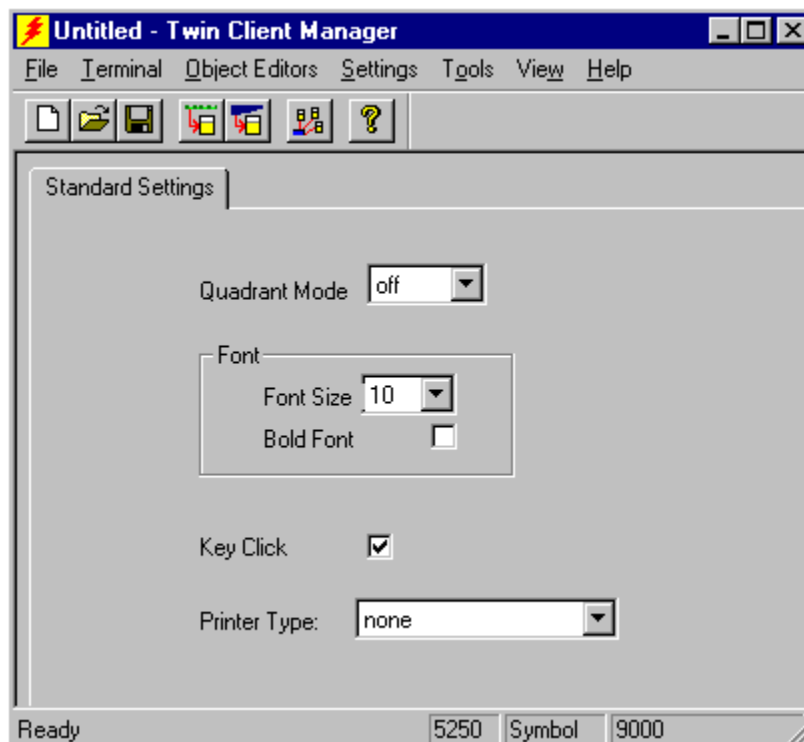 Untitled - Twin Client Manager
File Terminal Object Editors Settings Tools View Help
Standard Settings
Quadrant Mode off
Font
Font Size 10
Bold Font
Key Click
Printer Type: none
Ready 5250 Symbol 9000